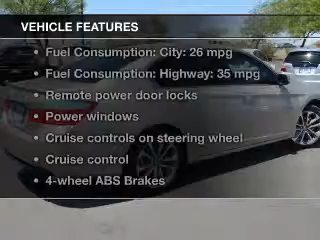 VEHICLE FEATURES
• Fuel Consumption: City: 26 mpg
• Fuel Consumption: Highway: 35 mpg
• Remote power door locks
• Power windows
• Cruise controls on steering wheel
• Cruise control
• 4-wheel ABS Brakes